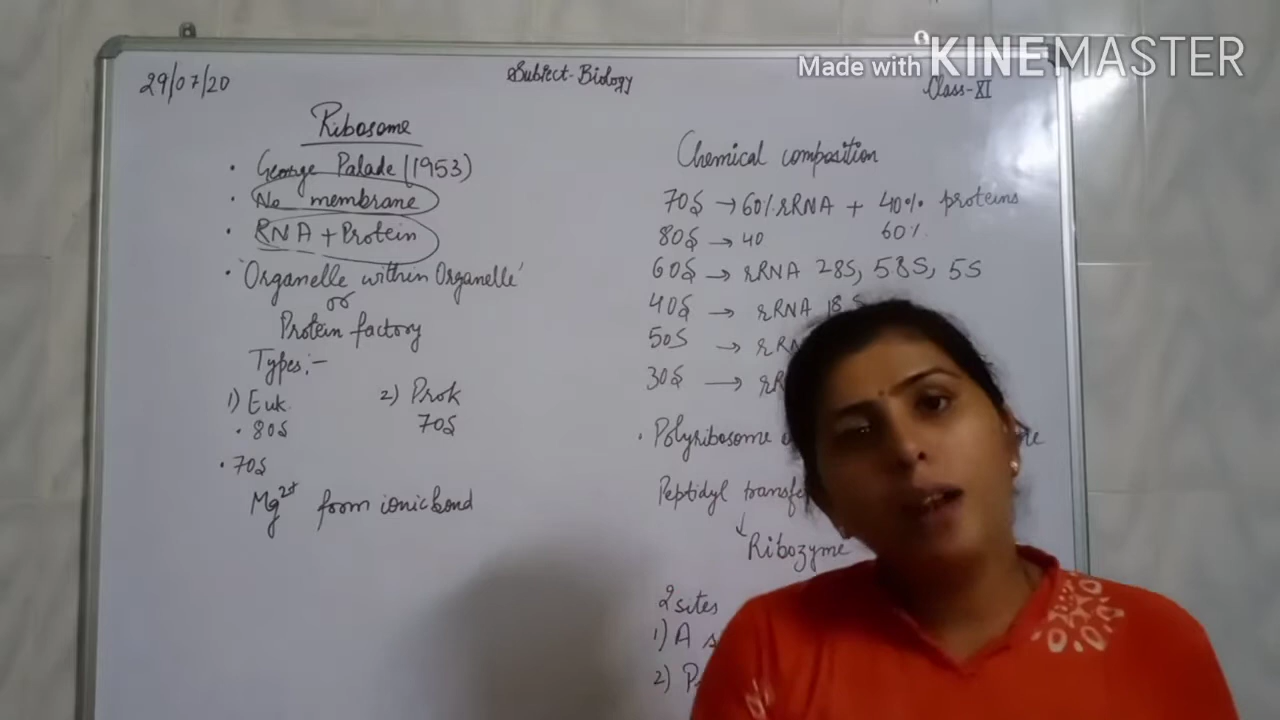 Made with KINEMASTER
29/07/20
Subject-Biology
Class-XI
Ribosome
• George Palade (1953)
• No membrane
• RNA + Protein
• 'Organelle within Organelle'
or
Protein factory
Types:-
1) Euk
• 80S
• 70S
2) Prok
70S
Mg2+ form ionic bond
Chemical composition
70S → 60% rRNA + 40% proteins
80S → 40 60%
60S → rRNA 28S, 58S, 5S
40S → rRNA 18S
50S →
30S →
• Polyribosome
Peptidyl
↓
Ribozyme
2 sites
1) A
2) P